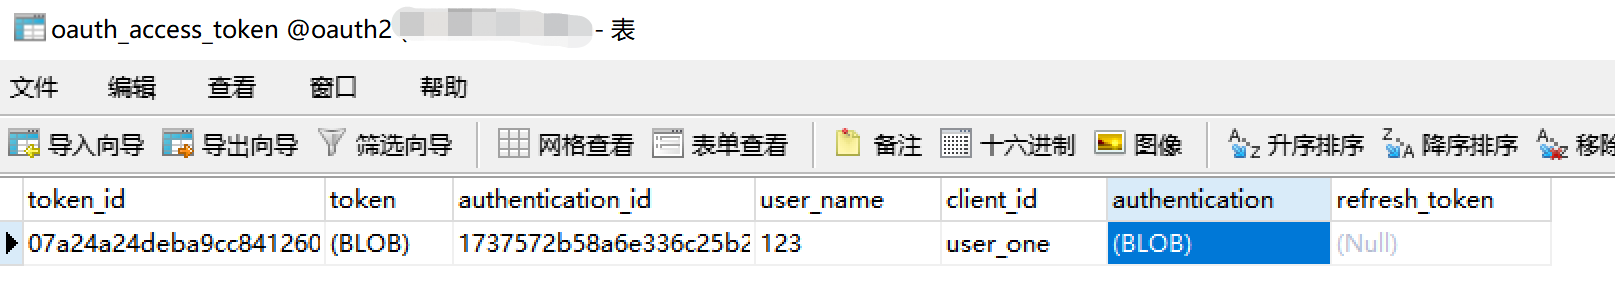 oauth_access_token @oauth2 - 表
文件 编辑 查看 窗口 帮助
导入向导 导出向导 筛选向导 网格查看 表单查看 备注 十六进制 图像 升序排序 降序排序 移除
token_id token authentication_id user_name client_id authentication refresh_token
07a24a24deba9cc841260 (BLOB) 1737572b58a6e336c25b2 123 user_one (BLOB) (Null)